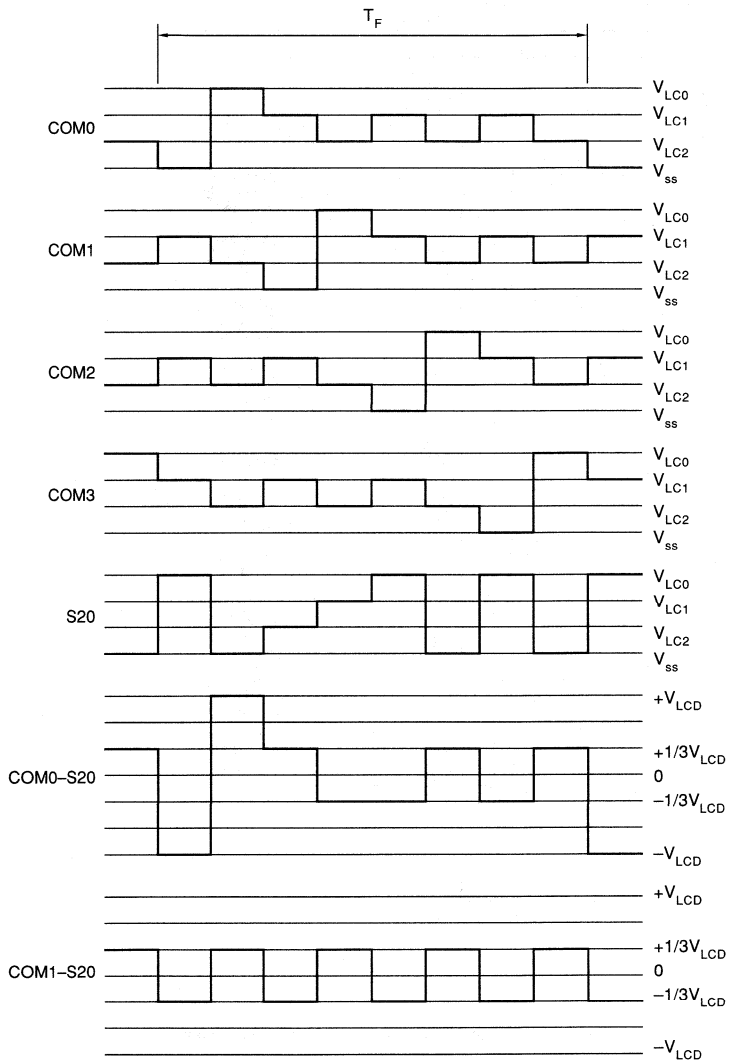 T_F
COM0
V_LC0
V_LC1
V_LC2
V_ss
COM1
V_LC0
V_LC1
V_LC2
V_ss
COM2
V_LC0
V_LC1
V_LC2
V_ss
COM3
V_LC0
V_LC1
V_LC2
V_ss
S20
V_LC0
V_LC1
V_LC2
V_ss
COM0–S20
+V_LCD
+1/3V_LCD
0
−1/3V_LCD
−V_LCD
COM1–S20
+V_LCD
+1/3V_LCD
0
−1/3V_LCD
−V_LCD